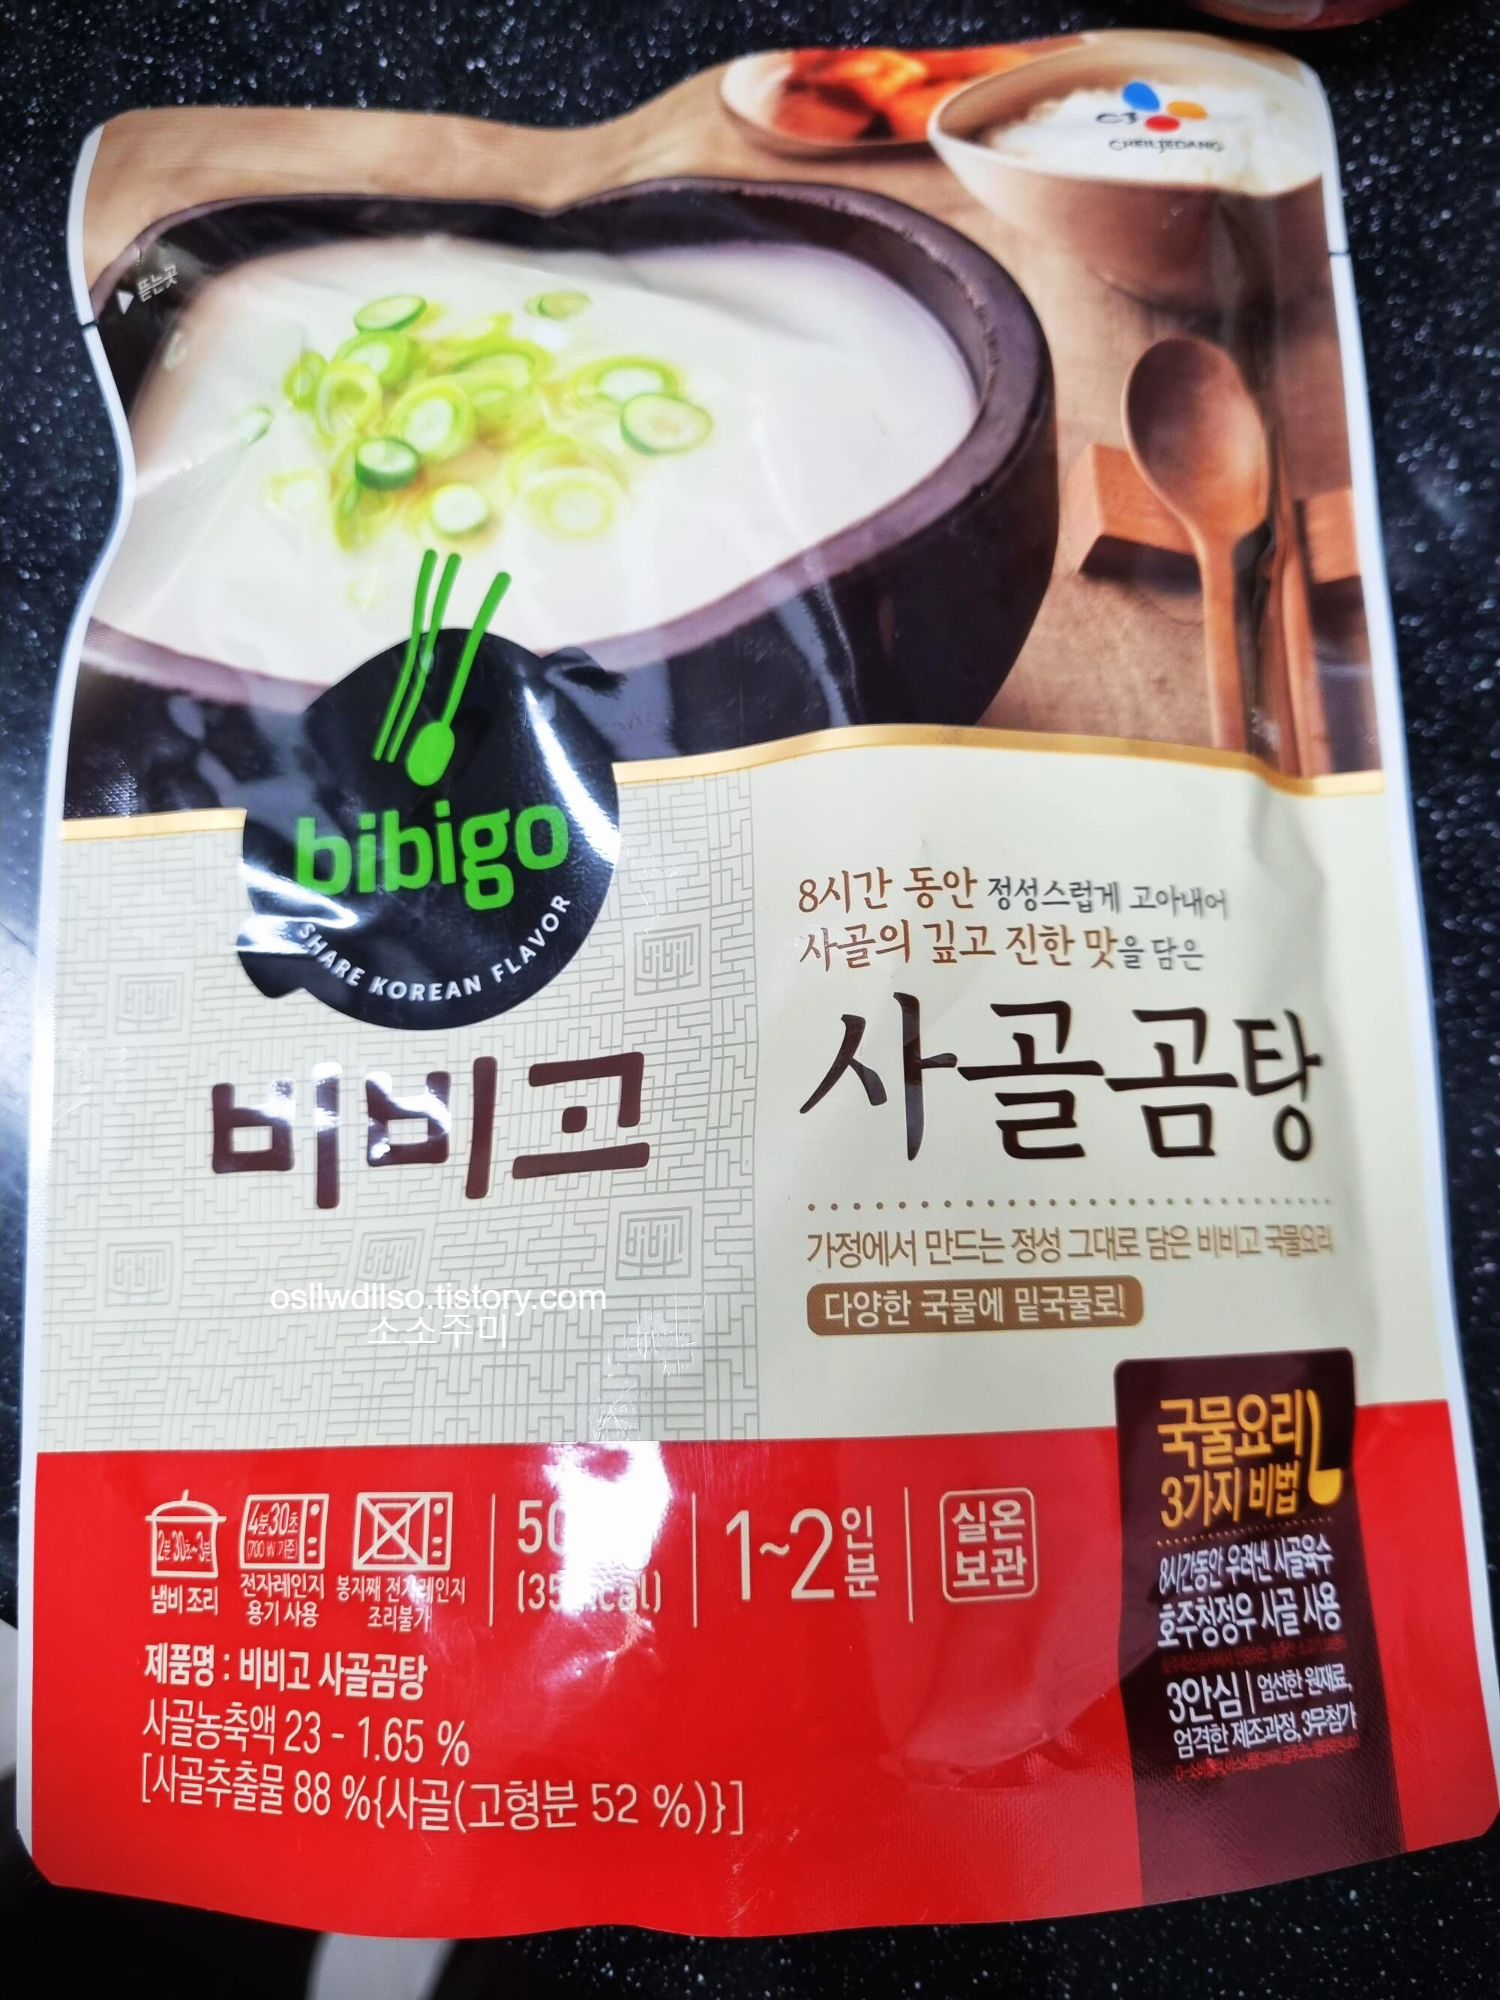 CJ
CHEILJEDANG
뜯는곳
bibigo
SHARE KOREAN FLAVOR
비비고
8시간 동안 정성스럽게 고아내어
사골의 깊고 진한 맛을 담은
사골곰탕
가정에서 만드는 정성 그대로 담은 비비고 국물요리
다양한 국물에 밑국물로!
osllwdllso.tistory.com
소소주미
국물요리
3가지 비법
8시간동안 우려낸 사골육수
호주청정우 사골 사용
3안심 | 엄선한 원재료,
엄격한 제조과정, 3무첨가
2분 30초~3분
냄비 조리
4분30초
(700 W 기준)
전자레인지
용기 사용
봉지째 전자레인지
조리불가
1~2인분
실온
보관
제품명 : 비비고 사골곰탕
사골농축액 23 - 1.65 %
[사골추출물 88 %{사골(고형분 52 %)}]